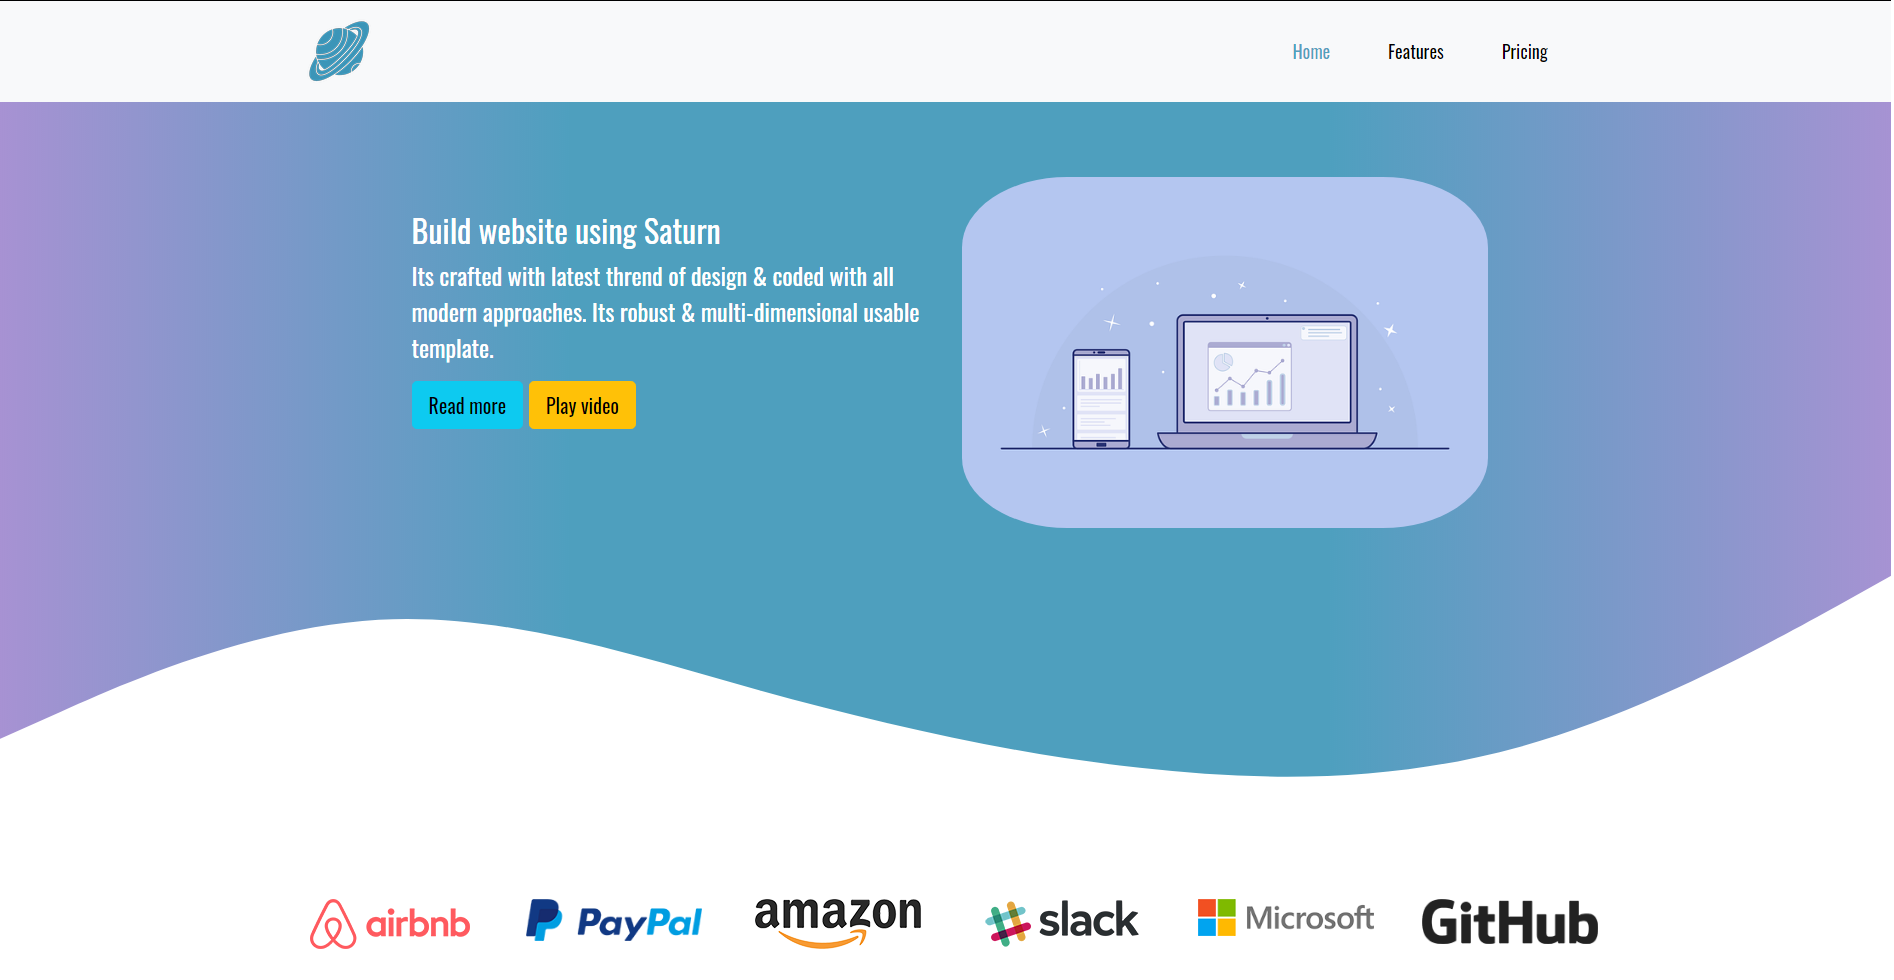 Home Features Pricing
Build website using Saturn
Its crafted with latest thrend of design & coded with all
modern approaches. Its robust & multi-dimensional usable
template.
Read more Play video
airbnb PayPal amazon slack Microsoft GitHub